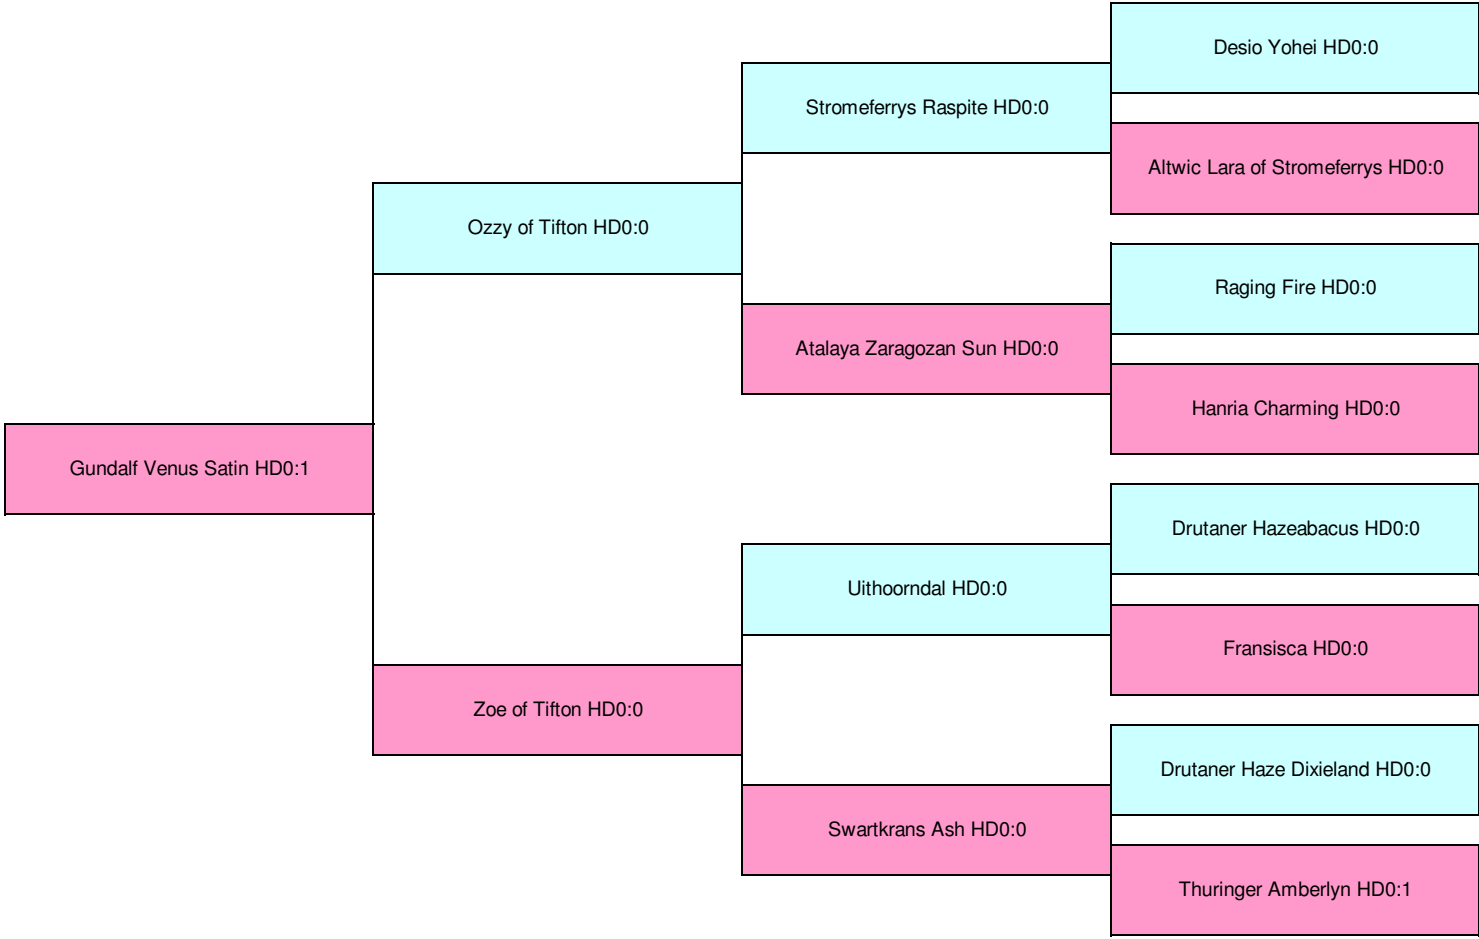 Desio Yohei HD0:0
Stromeferrys Raspite HD0:0
Altwic Lara of Stromeferrys HD0:0
Ozzy of Tifton HD0:0
Raging Fire HD0:0
Atalaya Zaragozan Sun HD0:0
Hanria Charming HD0:0
Gundalf Venus Satin HD0:1
Drutaner Hazeabacus HD0:0
Uithoorndal HD0:0
Fransisca HD0:0
Zoe of Tifton HD0:0
Drutaner Haze Dixieland HD0:0
Swartkrans Ash HD0:0
Thuringer Amberlyn HD0:1